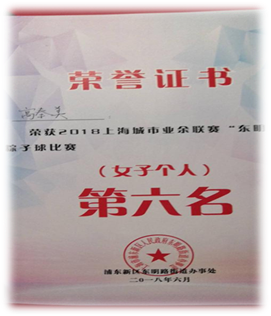 荣誉证书
高泰美
荣获2018上海城市业余联赛“东明
粽子球比赛
(女子个人)
第六名
浦东新区东明路街道办事处
二〇一八年六月